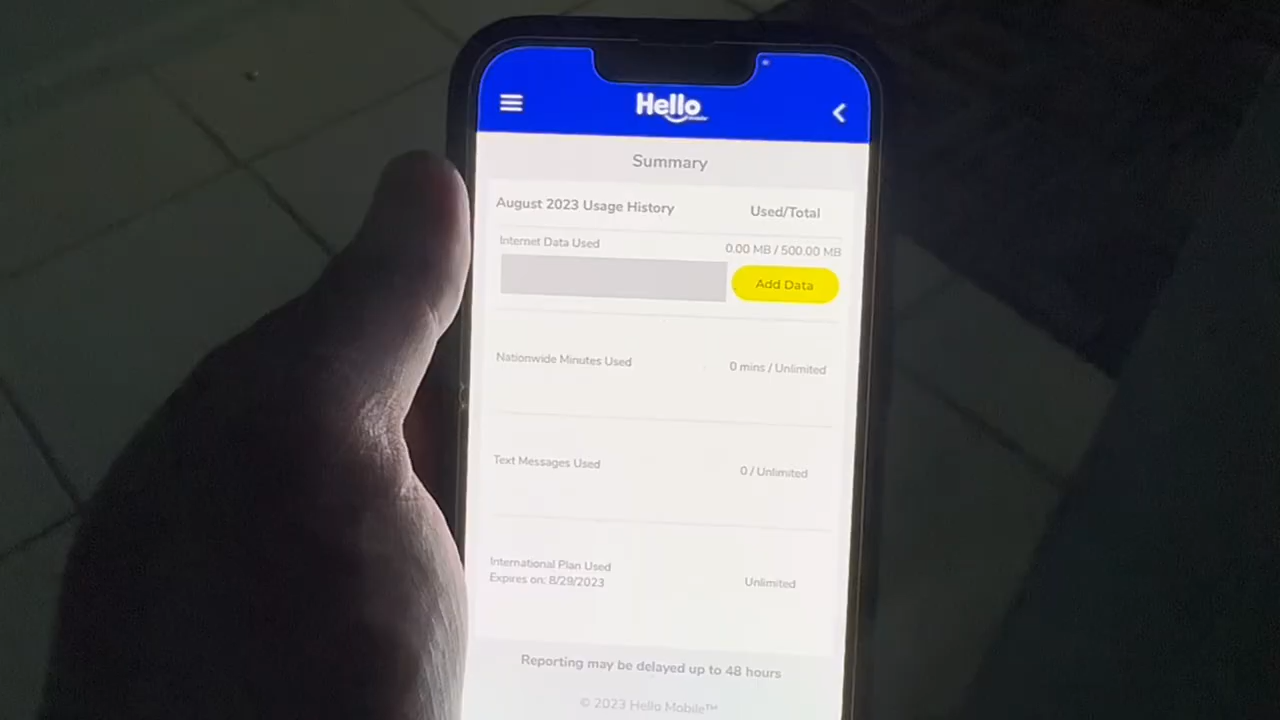 Hello
mobile
Summary
August 2023 Usage History
Used/Total
Internet Data Used
0.00 MB / 500.00 MB
Add Data
Nationwide Minutes Used
0 mins / Unlimited
Text Messages Used
0 / Unlimited
International Plan Used
Expires on: 8/29/2023
Unlimited
Reporting may be delayed up to 48 hours
© 2023 Hello Mobile™